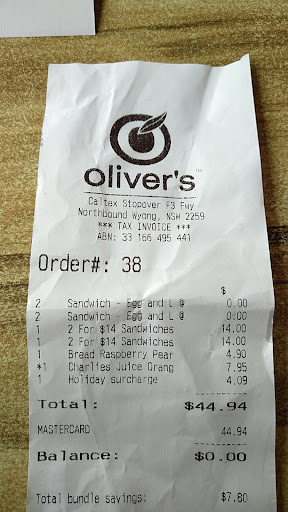 oliver's™
Caltex Stopover F3 Fwy
Northbound Wyong, NSW 2259
*** TAX INVOICE ***
ABN: 33 166 495 441
Order#: 38
$
2 Sandwich - Egg and L @ 0.00
2 Sandwich - Egg and L @ 0.00
1 2 For $14 Sandwiches 14.00
1 2 For $14 Sandwiches 14.00
1 Bread Raspberry Pear 4.90
*1 Charlies Juice Orang 7.95
1 Holiday surcharge 4.09
Total: $44.94
MASTERCARD 44.94
Balance: $0.00
Total bundle savings: $7.80